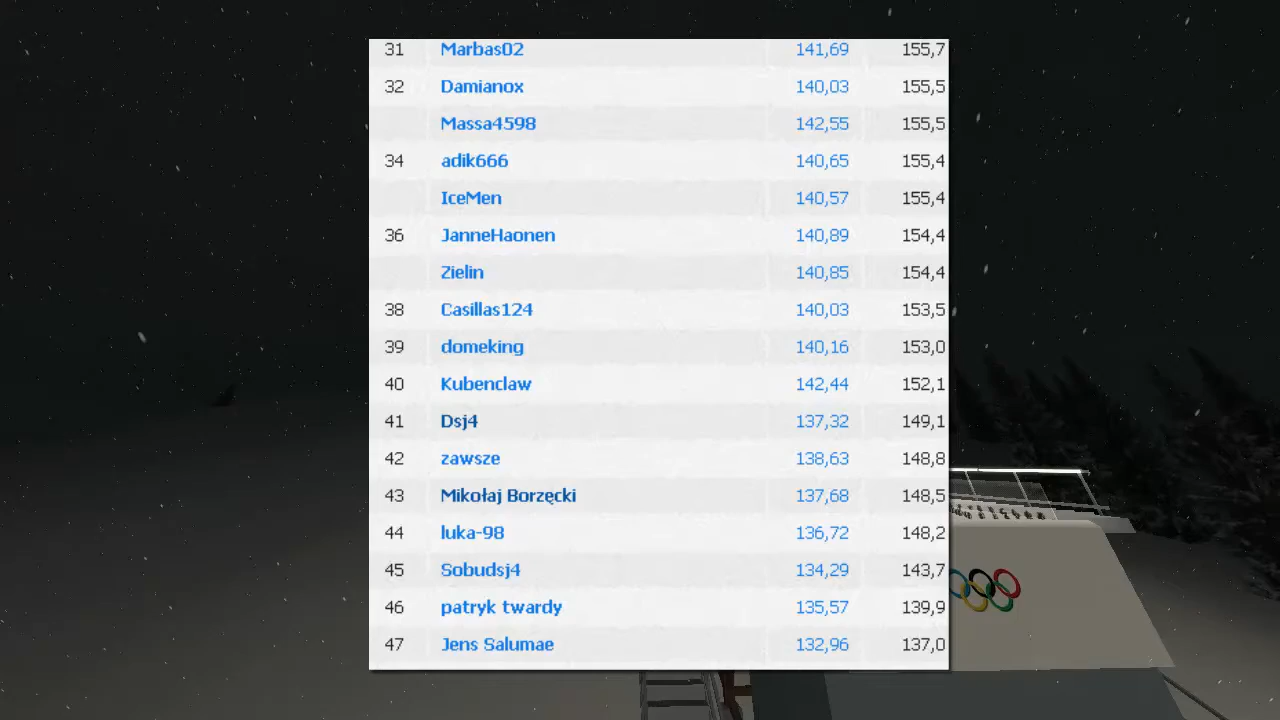 31 Marbas02 141,69 155,7
32 Damianox 140,03 155,5
Massa4598 142,55 155,5
34 adik666 140,65 155,4
IceMen 140,57 155,4
36 JanneHaonen 140,89 154,4
Zielin 140,85 154,4
38 Casillas124 140,03 153,5
39 domeking 140,16 153,0
40 Kubenclaw 142,44 152,1
41 Dsj4 137,32 149,1
42 zawsze 138,63 148,8
43 Mikołaj Borzęcki 137,68 148,5
44 luka-98 136,72 148,2
45 Sobudsj4 134,29 143,7
46 patryk twardy 135,57 139,9
47 Jens Salumae 132,96 137,0